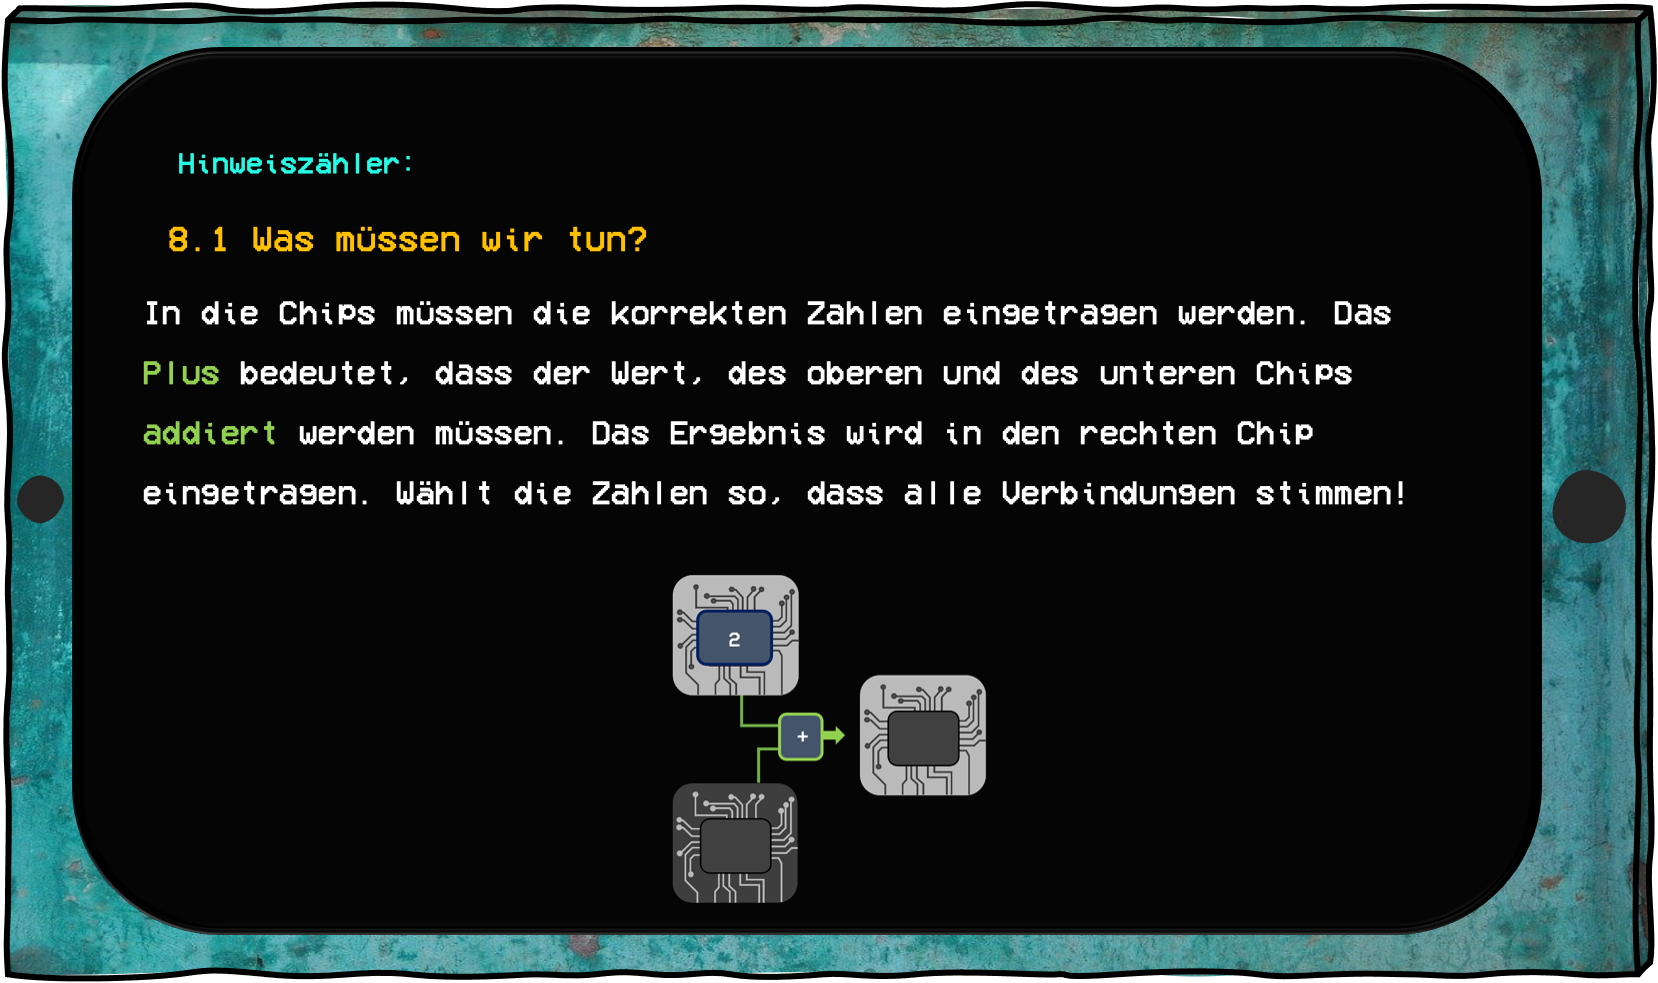 Hinweiszähler:
8.1 Was müssen wir tun?
In die Chips müssen die korrekten Zahlen eingetragen werden. Das
Plus bedeutet, dass der Wert, des oberen und des unteren Chips
addiert werden müssen. Das Ergebnis wird in den rechten Chip
eingetragen. Wählt die Zahlen so, dass alle Verbindungen stimmen!
2
+